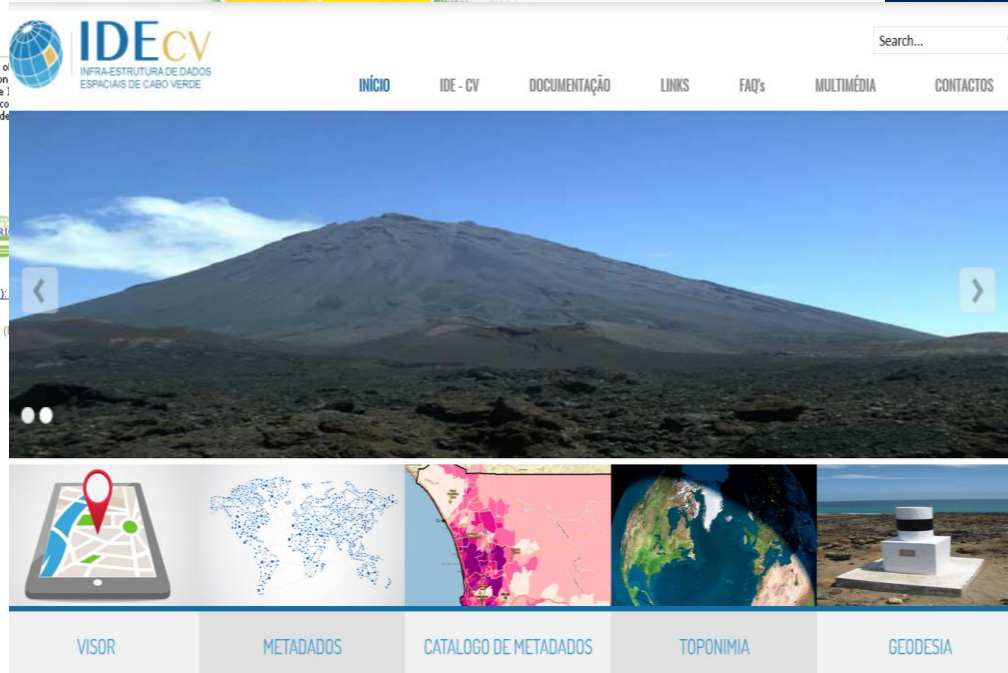 IDECV
INFRA-ESTRUTURA DE DADOS
ESPACIAIS DE CABO VERDE
Search...
INÍCIO IDE - CV DOCUMENTAÇÃO LINKS FAQ's MULTIMÉDIA CONTACTOS
VISOR METADADOS CATALOGO DE METADADOS TOPONIMIA GEODESIA